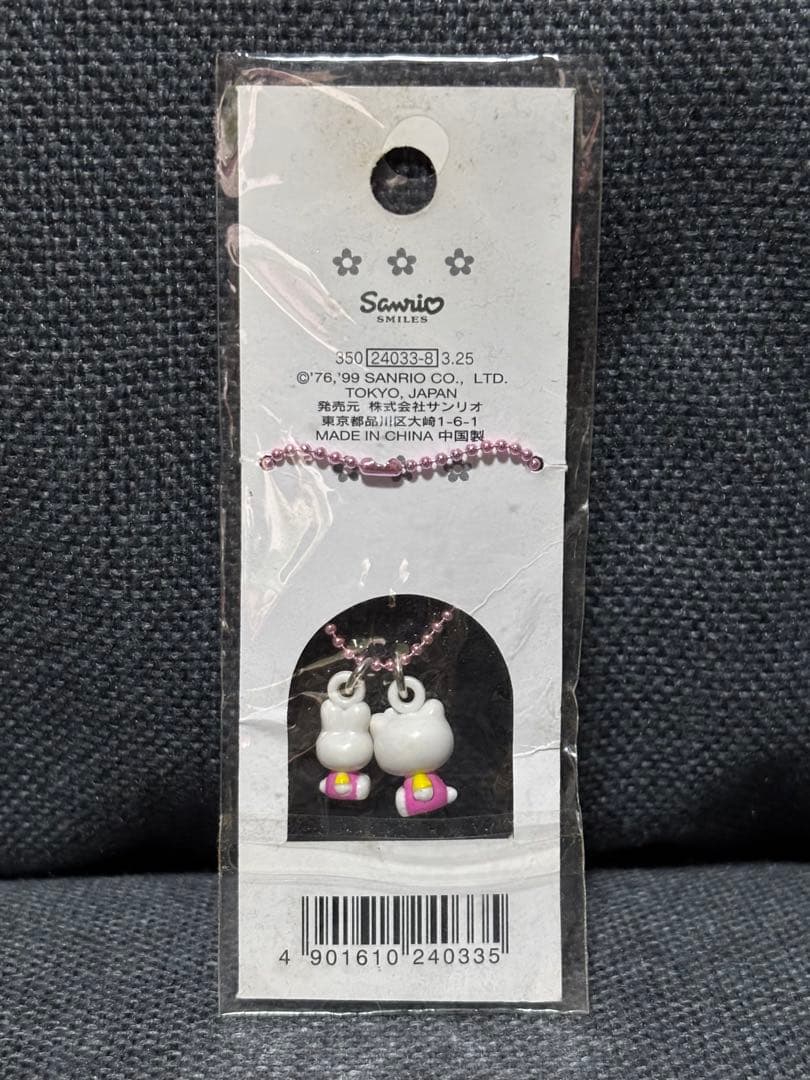 Sanrio
SMILES
350 24033-8 3.25
©'76,'99 SANRIO CO., LTD.
TOKYO, JAPAN
発売元 株式会社サンリオ
東京都品川区大崎1-6-1
MADE IN CHINA 中国製
4 901610 240335